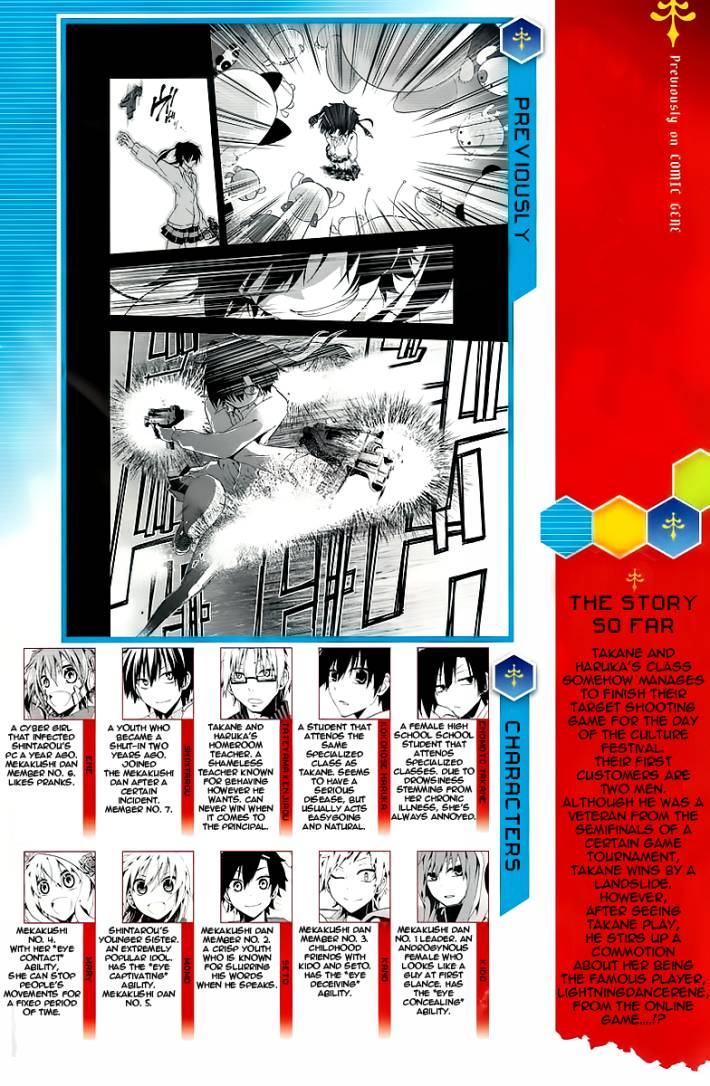 Previously on COMIC GENE
PREVIOUSLY
THE STORY
SO FAR
TAKANE AND
HARUKA'S CLASS
SOMEHOW MANAGES
TO FINISH THEIR
TARGET SHOOTING
GAME FOR THE DAY
OF THE CULTURE
FESTIVAL.
THEIR FIRST
CUSTOMERS ARE
TWO MEN.
ALTHOUGH HE WAS A
VETERAN FROM THE
SEMIFINALS OF A
CERTAIN GAME
TOURNAMENT,
TAKANE WINS BY A
LANDSLIDE.
HOWEVER,
AFTER SEEING
TAKANE PLAY,
HE STIRS UP A
COMMOTION
ABOUT HER BEING
THE FAMOUS PLAYER,
LIGHTNINGDANCERENE,
FROM THE ONLINE
GAME....!?
CHARACTERS
ENOMOTO TAKANE
A FEMALE HIGH
SCHOOL SCHOOL
STUDENT THAT
ATTENDS
SPECIALIZED
CLASSES. DUE TO
DROWSINESS
STEMMING FROM
HER CHRONIC
ILLNESS, SHE'S
ALWAYS ANNOYED.
KOKONOSE HARUKA
A STUDENT THAT
ATTENDS THE
SAME
SPECIALIZED
CLASS AS
TAKANE. SEEMS
TO HAVE A
SERIOUS
DISEASE, BUT
USUALLY ACTS
EASYGOING
AND NATURAL.
TATEYAMA KENJIROU
TAKANE AND
HARUKA'S
HOMEROOM
TEACHER. A
SHAMELESS
TEACHER KNOWN
FOR BEHAVING
HOWEVER HE
WANTS. CAN
NEVER WIN WHEN
IT COMES TO
THE PRINCIPAL.
SHINTAROU
A YOUTH WHO
BECAME A
SHUT-IN TWO
YEARS AGO.
JOINED
THE MEKAKUSHI
DAN AFTER A
CERTAIN
INCIDENT.
MEMBER NO. 7.
ENE
A CYBER GIRL
THAT INFECTED
SHINTAROU'S
PC A YEAR AGO.
MEKAKUSHI DAN
MEMBER NO. 6.
LIKES PRANKS.
KIDO
MEKAKUSHI DAN
NO. 1 LEADER. AN
ANDROGYNOUS
FEMALE WHO
LOOKS LIKE A
GUY AT FIRST
GLANCE. HAS
THE "EYE
CONCEALING"
ABILITY.
KANO
MEKAKUSHI DAN
MEMBER NO. 3.
CHILDHOOD
FRIENDS WITH
KIDO AND SETO.
HAS THE "EYE
DECEIVING"
ABILITY.
SETO
MEKAKUSHI DAN
MEMBER NO. 2.
A CRISP YOUTH
WHO IS KNOWN
FOR SLURRING
HIS WORDS
WHEN HE SPEAKS.
MOMO
SHINTAROU'S
YOUNGER SISTER.
AN EXTREMELY
POPULAR IDOL.
HAS THE "EYE
CAPTIVATING"
ABILITY.
MEKAKUSHI DAN
NO. 5.
MARY
MEKAKUSHI
NO. 4.
WITH HER "EYE
CONTACT"
ABILITY,
SHE CAN STOP
PEOPLE'S
MOVEMENTS FOR
A FIXED PERIOD
OF TIME.